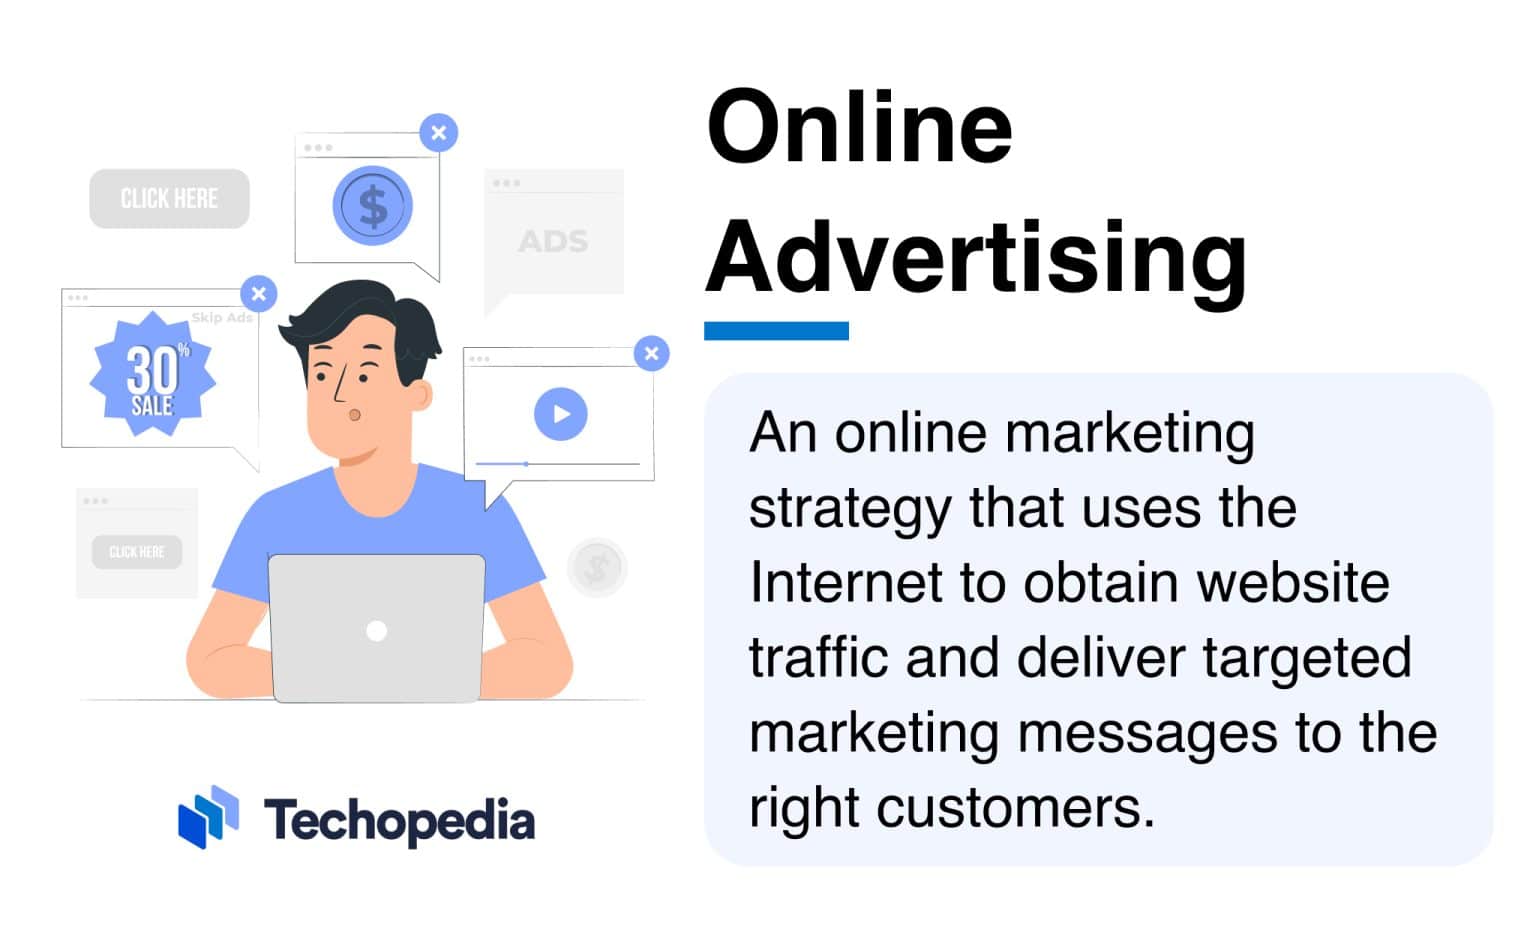 Online
Advertising
An online marketing
strategy that uses the
Internet to obtain website
traffic and deliver targeted
marketing messages to the
right customers.
CLICK HERE
$
ADS
Skip Ads
30%
SALE
CLICK HERE
$
Techopedia